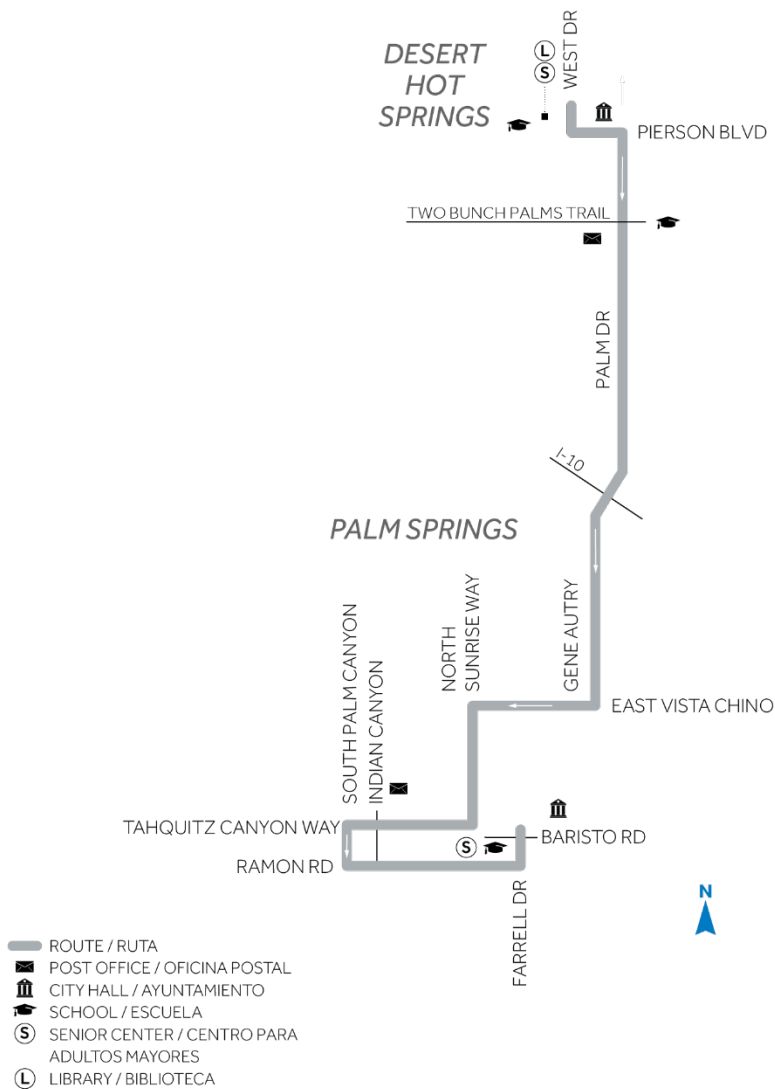 DESERT
HOT
SPRINGS
L
S
WEST DR
PIERSON BLVD
TWO BUNCH PALMS TRAIL
PALM DR
I-10
PALM SPRINGS
SOUTH PALM CANYON
INDIAN CANYON
NORTH
SUNRISE WAY
GENE AUTRY
EAST VISTA CHINO
TAHQUITZ CANYON WAY
S
BARISTO RD
RAMON RD
FARRELL DR
N
ROUTE / RUTA
POST OFFICE / OFICINA POSTAL
CITY HALL / AYUNTAMIENTO
SCHOOL / ESCUELA
S SENIOR CENTER / CENTRO PARA
ADULTOS MAYORES
L LIBRARY / BIBLIOTECA